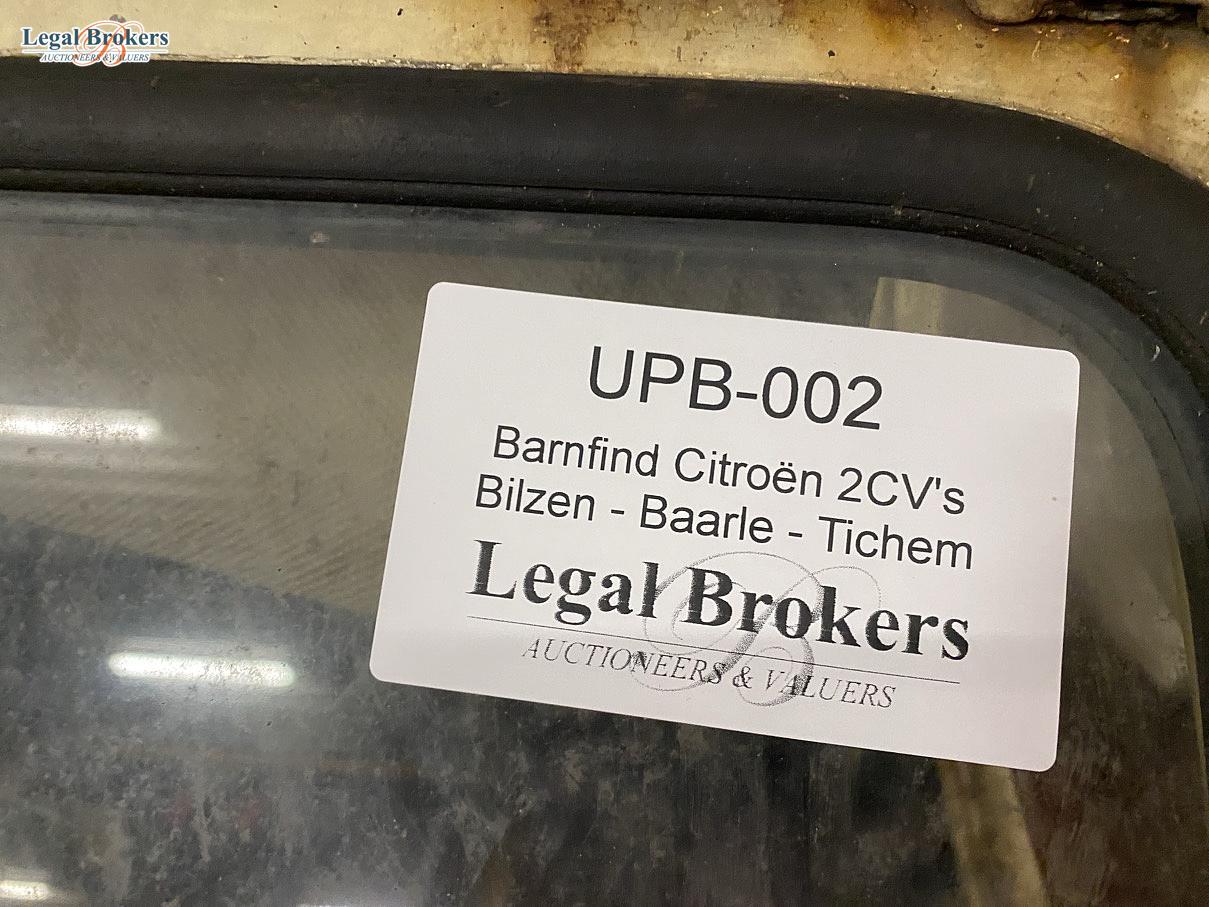 Legal Brokers
AUCTIONEERS & VALUERS
UPB-002
Barnfind Citroën 2CV's
Bilzen - Baarle - Tichem
Legal Brokers
AUCTIONEERS & VALUERS